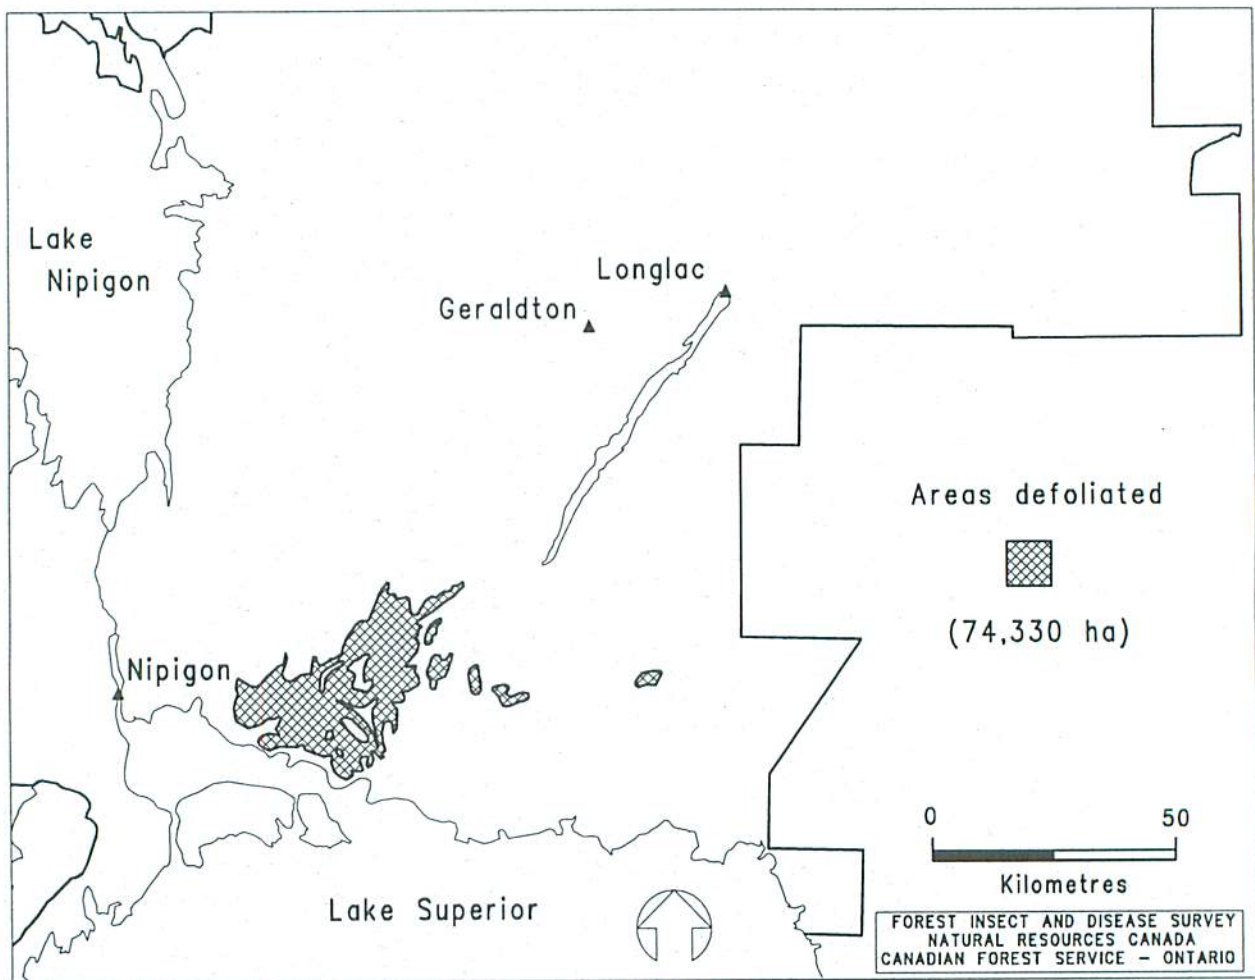 Lake
Nipigon
Longlac
Geraldton
Areas defoliated
(74,330 ha)
Nipigon
0 50
Kilometres
Lake Superior
FOREST INSECT AND DISEASE SURVEY
NATURAL RESOURCES CANADA
CANADIAN FOREST SERVICE - ONTARIO